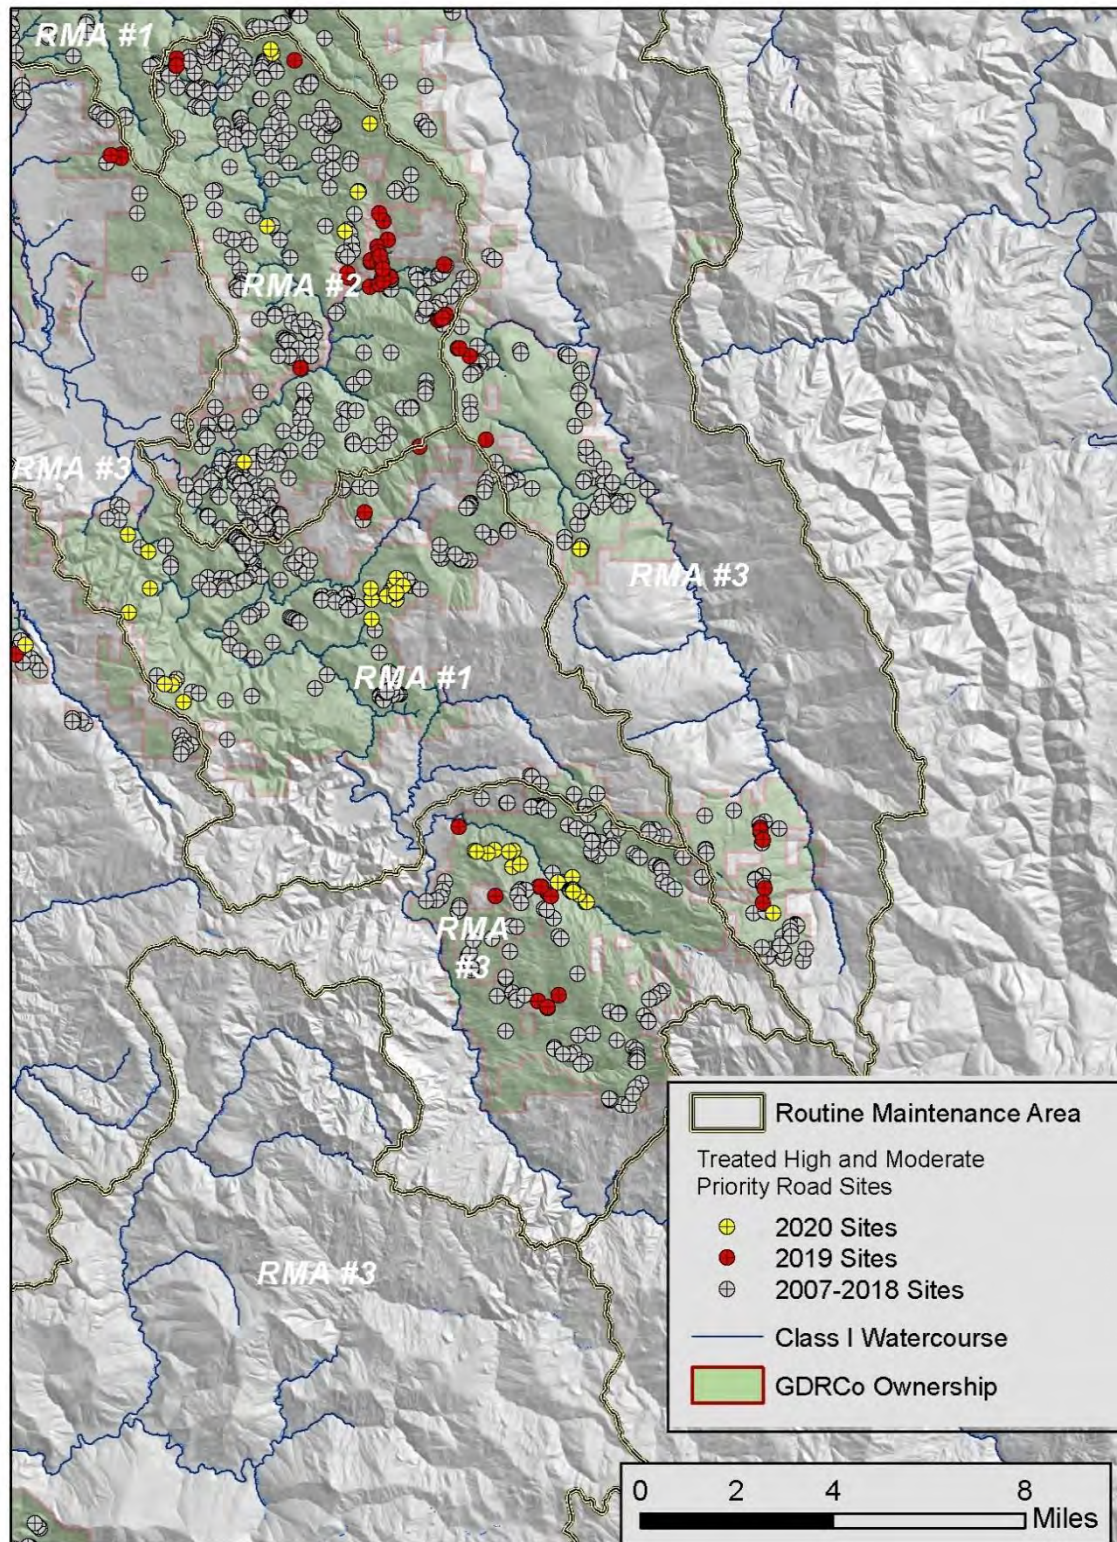 RMA #1
RMA #2
RMA #3
RMA #3
RMA #1
RMA
#3
RMA #3
Routine Maintenance Area
Treated High and Moderate
Priority Road Sites
2020 Sites
2019 Sites
2007-2018 Sites
Class I Watercourse
GDRCo Ownership
0 2 4 8
Miles